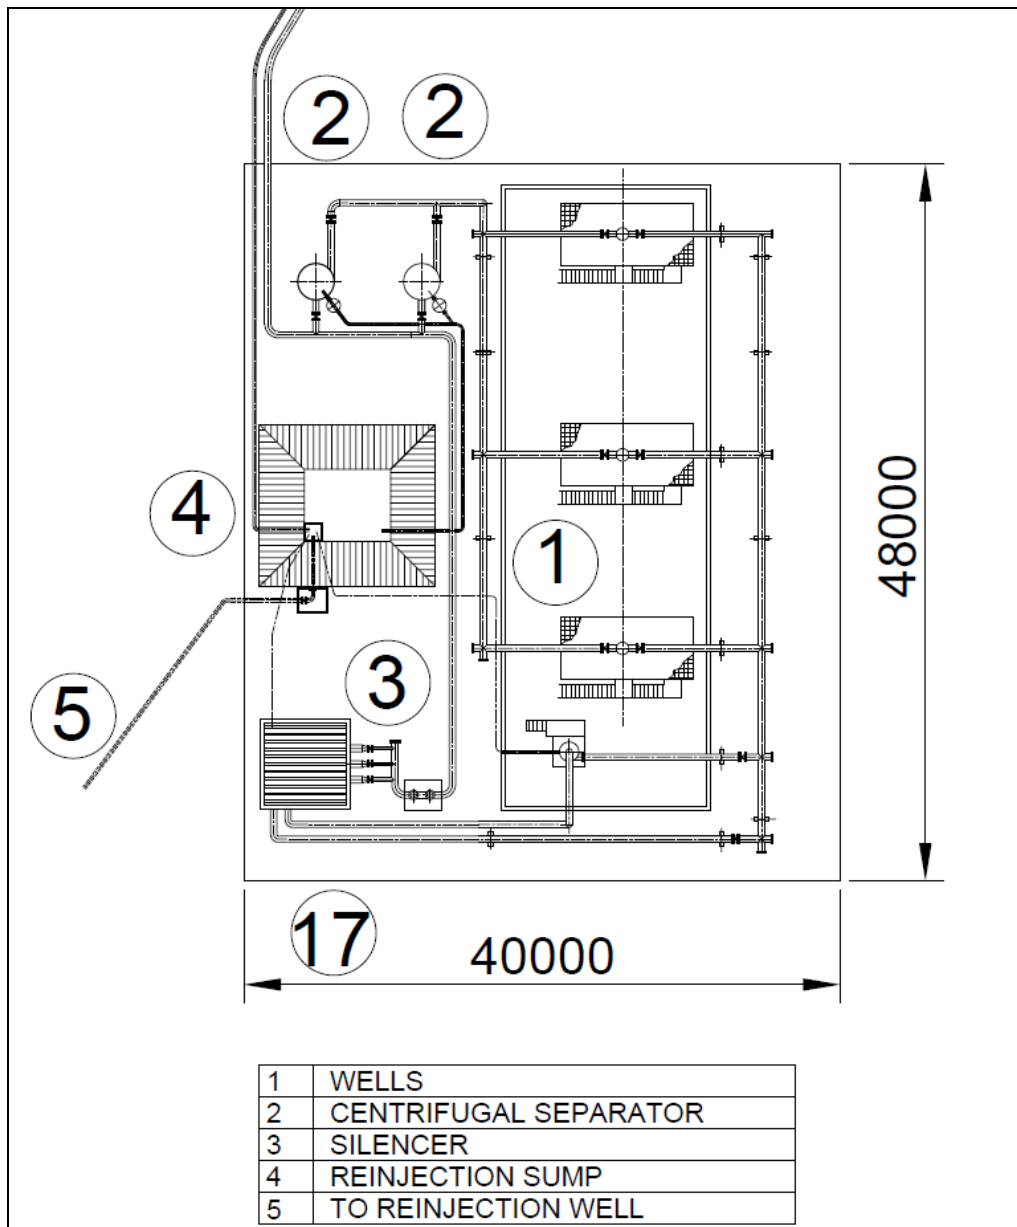 2 2
4
1
48000
3
5
17
40000
1 WELLS
2 CENTRIFUGAL SEPARATOR
3 SILENCER
4 REINJECTION SUMP
5 TO REINJECTION WELL